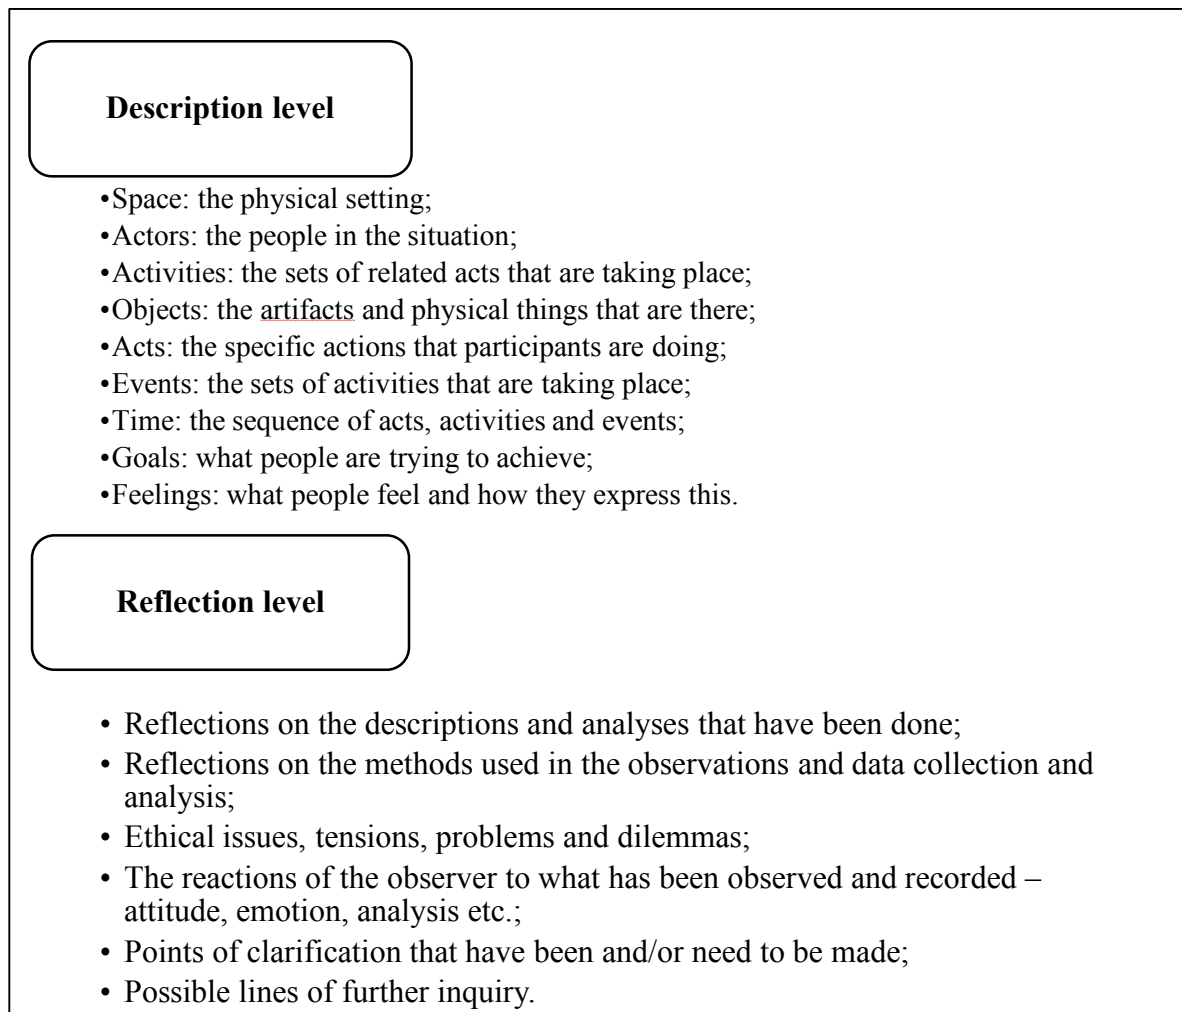 Description level
•Space: the physical setting;
•Actors: the people in the situation;
•Activities: the sets of related acts that are taking place;
•Objects: the artifacts and physical things that are there;
•Acts: the specific actions that participants are doing;
•Events: the sets of activities that are taking place;
•Time: the sequence of acts, activities and events;
•Goals: what people are trying to achieve;
•Feelings: what people feel and how they express this.
Reflection level
• Reflections on the descriptions and analyses that have been done;
• Reflections on the methods used in the observations and data collection and
analysis;
• Ethical issues, tensions, problems and dilemmas;
• The reactions of the observer to what has been observed and recorded –
attitude, emotion, analysis etc.;
• Points of clarification that have been and/or need to be made;
• Possible lines of further inquiry.